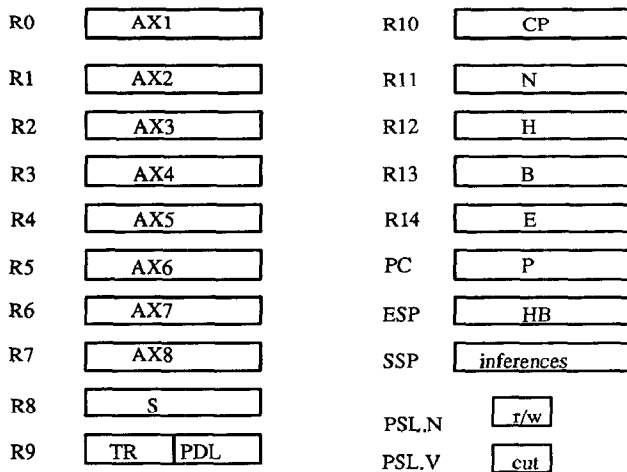 R0 AX1
R1 AX2
R2 AX3
R3 AX4
R4 AX5
R5 AX6
R6 AX7
R7 AX8
R8 S
R9 TR PDL
R10 CP
R11 N
R12 H
R13 B
R14 E
PC P
ESP HB
SSP inferences
PSL.N r/w
PSL.V cut